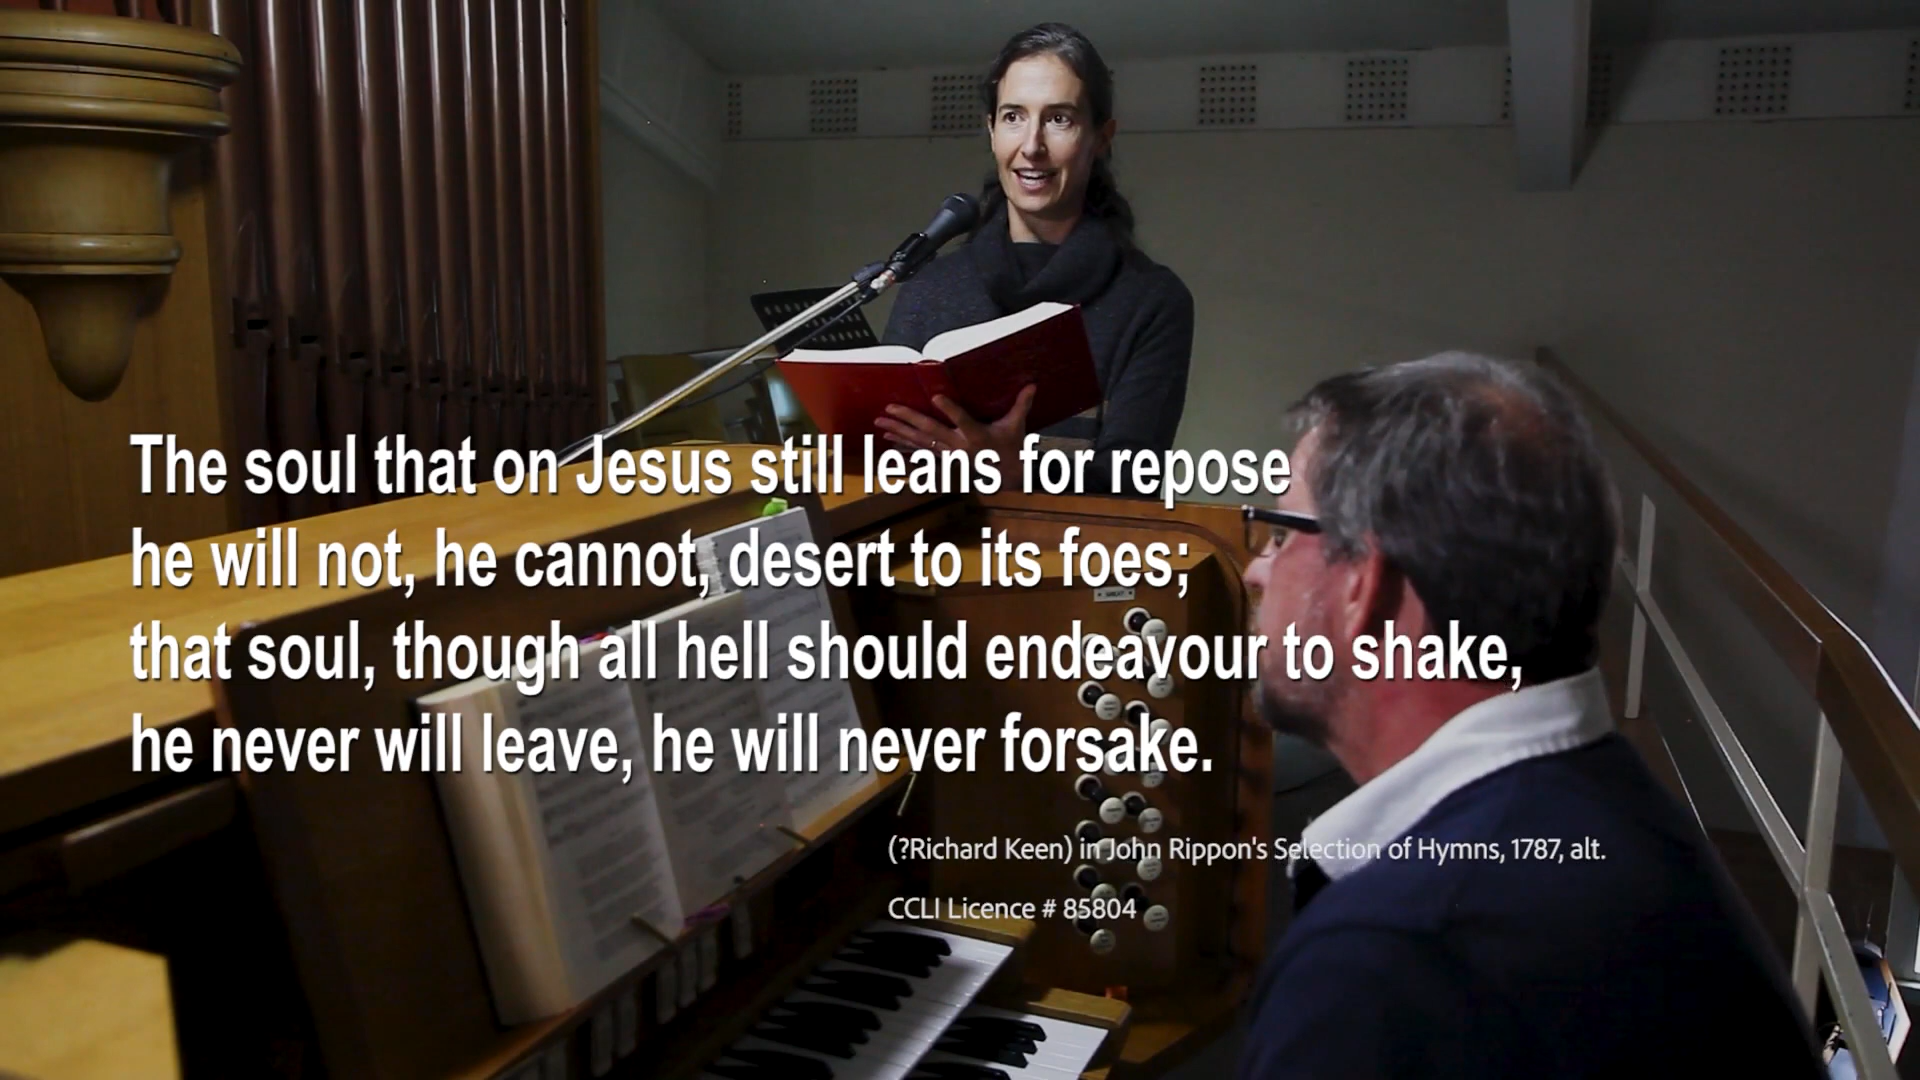 The soul that on Jesus still leans for repose
he will not, he cannot, desert to its foes;
that soul, though all hell should endeavour to shake,
he never will leave, he will never forsake.
(?Richard Keen) in John Rippon's Selection of Hymns, 1787, alt.
CCLI Licence # 85804
GREAT